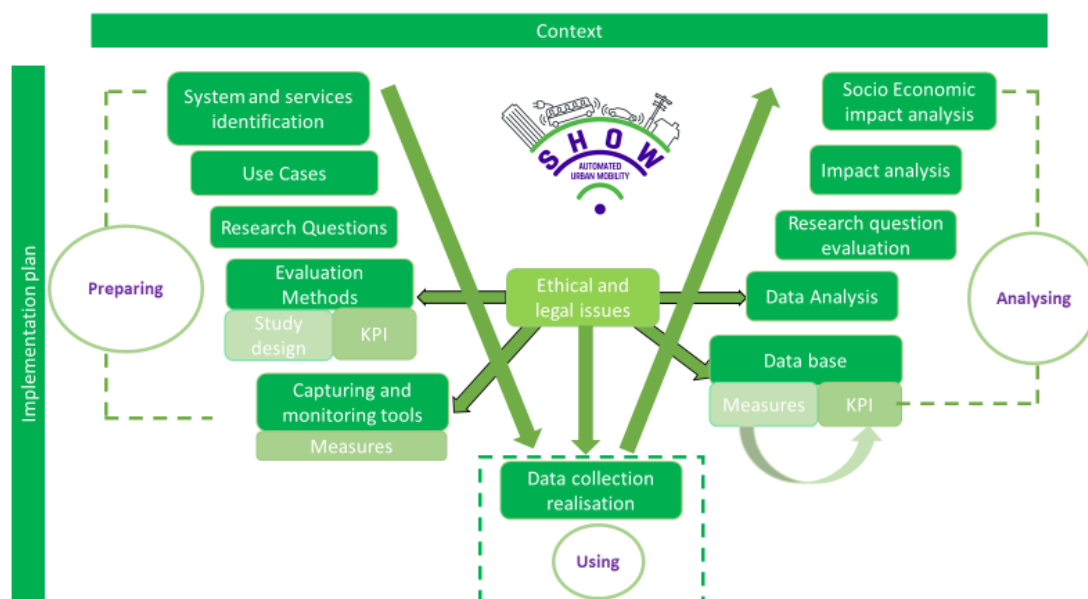 Context
Implementation plan
System and services
identification
Use Cases
Research Questions
Evaluation
Methods
Study
design
KPI
Capturing and
monitoring tools
Measures
Preparing
SHOW
AUTOMATED
URBAN MOBILITY
Ethical and
legal issues
Data collection
realisation
Using
Socio Economic
impact analysis
Impact analysis
Research question
evaluation
Data Analysis
Data base
Measures
KPI
Analysing